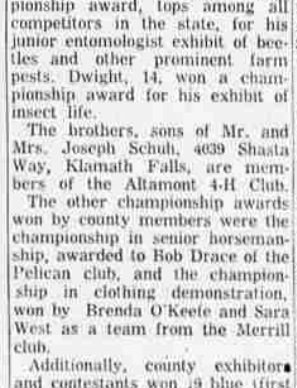 pionship award, tops among all
competitors in the state, for his
junior entomologist exhibit of bee-
tles and other prominent farm
pests. Dwight, 14, won a cham-
pionship award for his exhibit of
insect life.
The brothers, sons of Mr. and
Mrs. Joseph Schuh, 4039 Shasta
Way, Klamath Falls, are mem-
bers of the Altamont 4-H Club.
The other championship awards
won by county members were the
championship in senior horseman-
ship, awarded to Bob Drace of the
Pelican club, and the champion-
ship in clothing demonstration,
won by Brenda O'Keefe and Sara
West as a team from the Merrill
club.
Additionally, county exhibitors
and contestants won blue